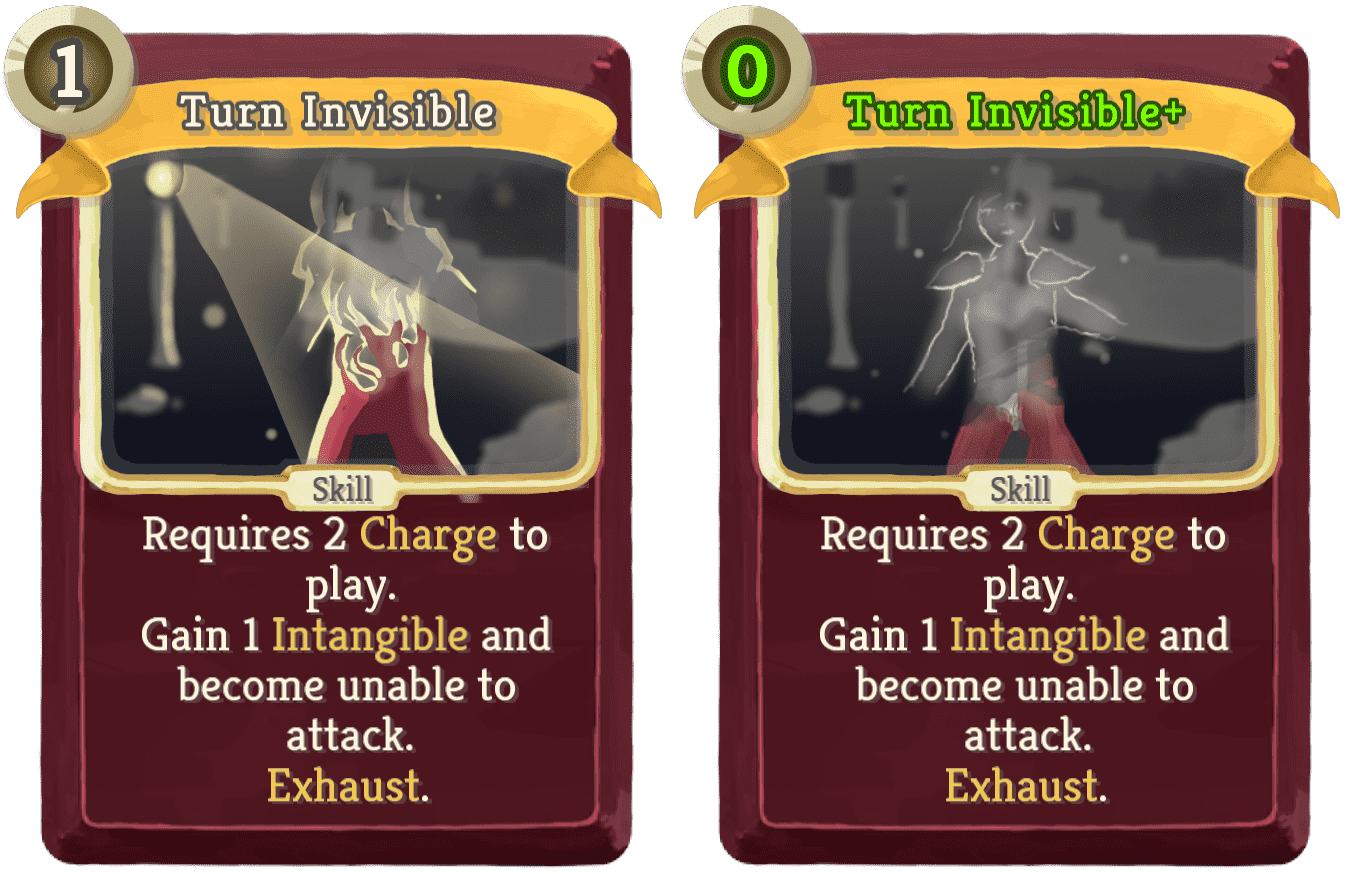 1
Turn Invisible
Skill
Requires 2 Charge to
play.
Gain 1 Intangible and
become unable to
attack.
Exhaust.
0
Turn Invisible+
Skill
Requires 2 Charge to
play.
Gain 1 Intangible and
become unable to
attack.
Exhaust.